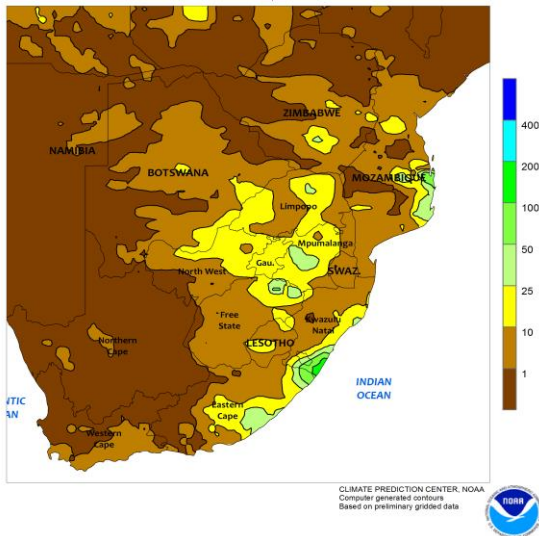 ZIMBABWE
NAMIBIA
BOTSWANA
MOZAMBIQUE
Limpopo
Mpumalanga
Gau.
North West
SWAZ.
Free
State
Kwazulu
Natal
Northern
Cape
LESOTHO
INDIAN
OCEAN
NTIC
AN
Eastern
Cape
Western
Cape
400
200
100
50
25
10
1
CLIMATE PREDICTION CENTER, NOAA
Computer generated contours
Based on preliminary gridded data
NOAA